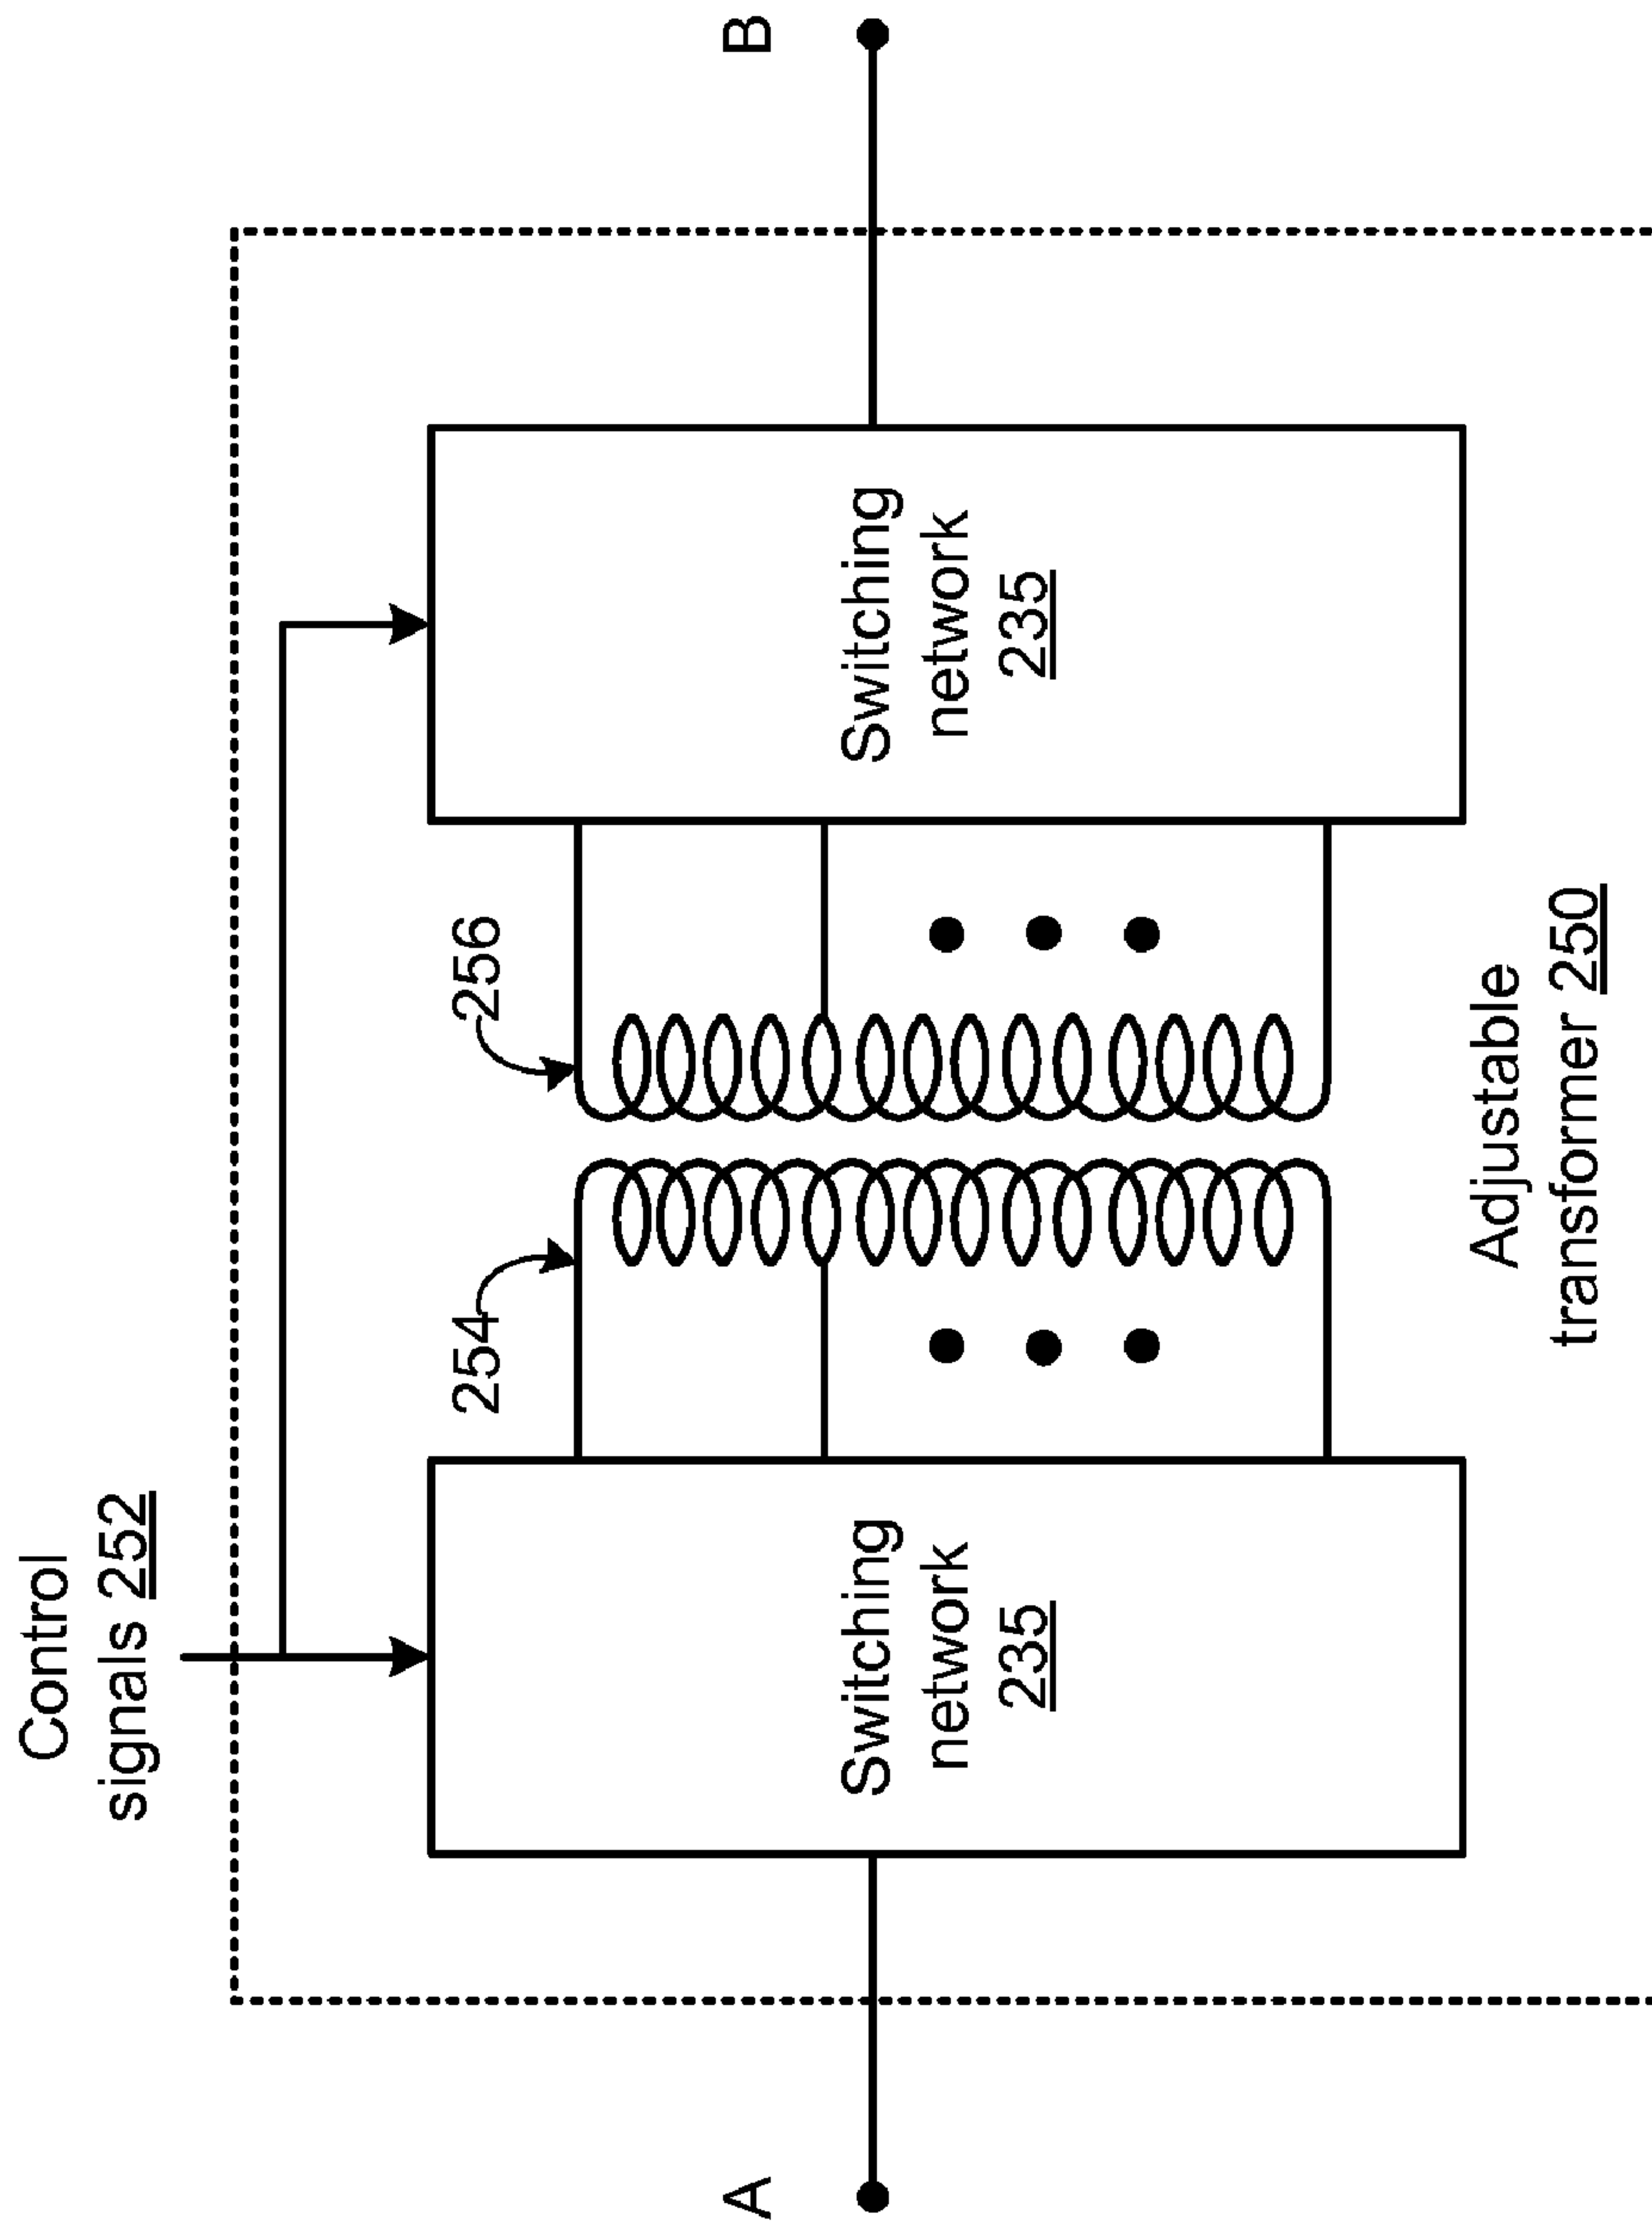 Control
signals 252
A
B
254
256
Switching
network
235
Switching
network
235
Adjustable
transformer 250